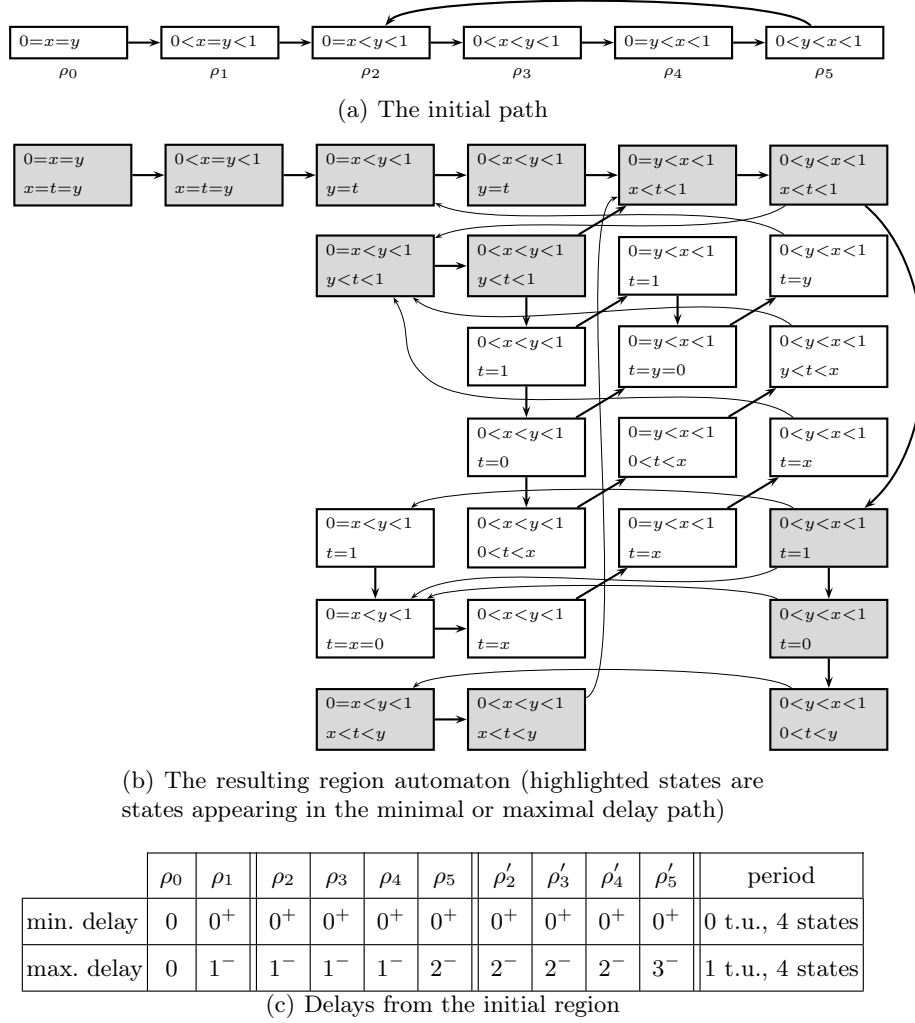 0=x=y 0<x=y<1 0=x<y<1 0<x<y<1 0=y<x<1 0<y<x<1
ρ0 ρ1 ρ2 ρ3 ρ4 ρ5
(a) The initial path
0=x=y 0<x=y<1 0=x<y<1 0<x<y<1 0=y<x<1 0<y<x<1
x=t=y x=t=y y=t y=t x<t<1 x<t<1
0=x<y<1 0<x<y<1 0=y<x<1 0<y<x<1
y<t<1 y<t<1 t=1 t=y
0<x<y<1 0=y<x<1 0<y<x<1
t=1 t=y=0 y<t<x
0<x<y<1 0=y<x<1 0<y<x<1
t=0 0<t<x t=x
0=x<y<1 0<x<y<1 0=y<x<1 0<y<x<1
t=1 0<t<x t=x t=1
0=x<y<1 0<x<y<1 0<y<x<1
t=x=0 t=x t=0
0=x<y<1 0<x<y<1 0<y<x<1
x<t<y x<t<y 0<t<y
(b) The resulting region automaton (highlighted states are
states appearing in the minimal or maximal delay path)
ρ0 ρ1 ρ2 ρ3 ρ4 ρ5 ρ′2 ρ′3 ρ′4 ρ′5 period
min. delay 0 0⁺ 0⁺ 0⁺ 0⁺ 0⁺ 0⁺ 0⁺ 0⁺ 0⁺ 0 t.u., 4 states
max. delay 0 1⁻ 1⁻ 1⁻ 1⁻ 2⁻ 2⁻ 2⁻ 2⁻ 3⁻ 1 t.u., 4 states
(c) Delays from the initial region